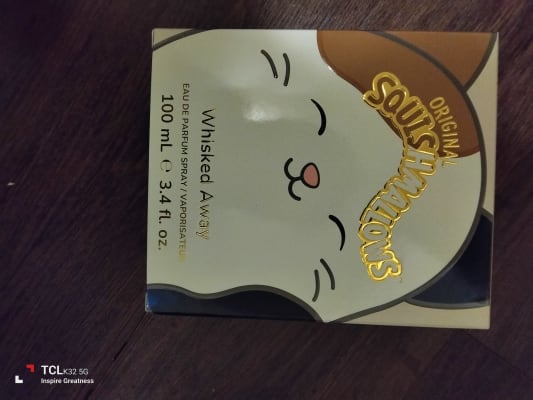 ORIGINAL
SQUISHMALLOWS
Whisked Away
EAU DE PARFUM SPRAY / VAPORISATEUR
100 mL ℮ 3.4 fl. oz.
TCL K32 5G
Inspire Greatness